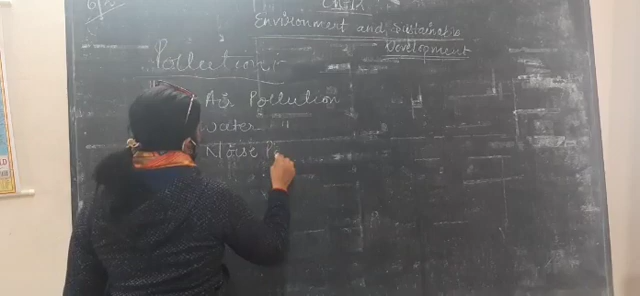 Environment and Sustainable
Development
Pollution:-
Air Pollution
Water "
Noise P